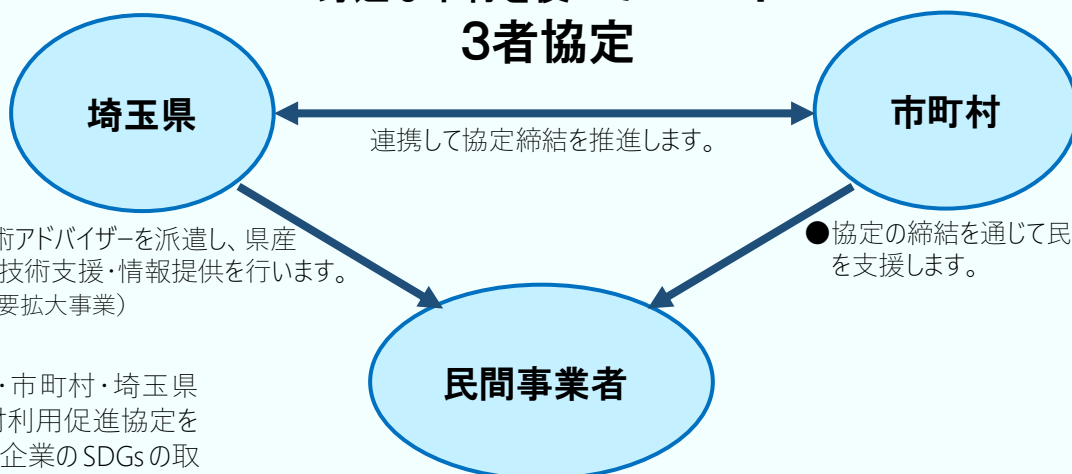 3者協定
埼玉県
市町村
連携して協定締結を推進します。
術アドバイザーを派遣し、県産
技術支援・情報提供を行います。
要拡大事業）
●協定の締結を通じて民
を支援します。
民間事業者
・市町村・埼玉県
材利用促進協定を
企業のSDGsの取